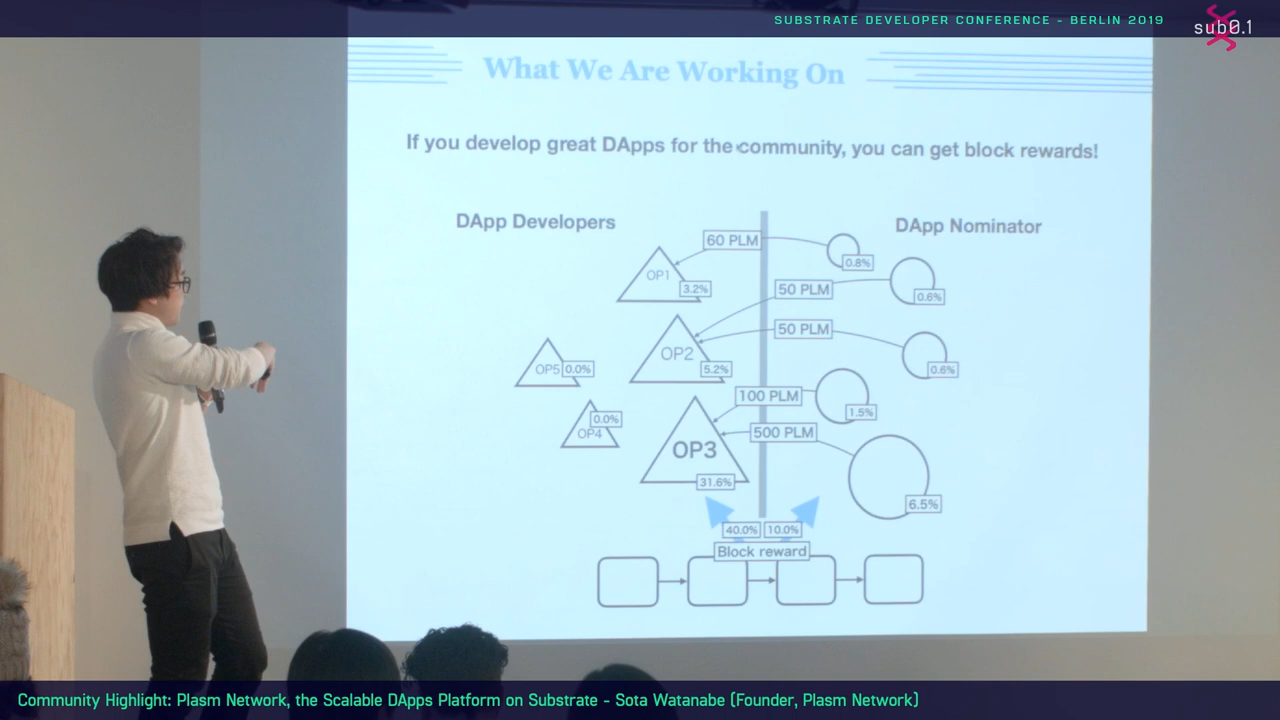 SUBSTRATE DEVELOPER CONFERENCE - BERLIN 2019
sub0.1
What We Are Working On
If you develop great DApps for the community, you can get block rewards!
DApp Developers
DApp Nominator
60 PLM
0.8%
OP1
3.2%
50 PLM
0.6%
50 PLM
OP2
5.2%
0.6%
OP5
0.0%
100 PLM
1.5%
0.0%
OP4
500 PLM
OP3
31.6%
6.5%
40.0%
10.0%
Block reward
Community Highlight: Plasm Network, the Scalable DApps Platform on Substrate - Sota Watanabe (Founder, Plasm Network)